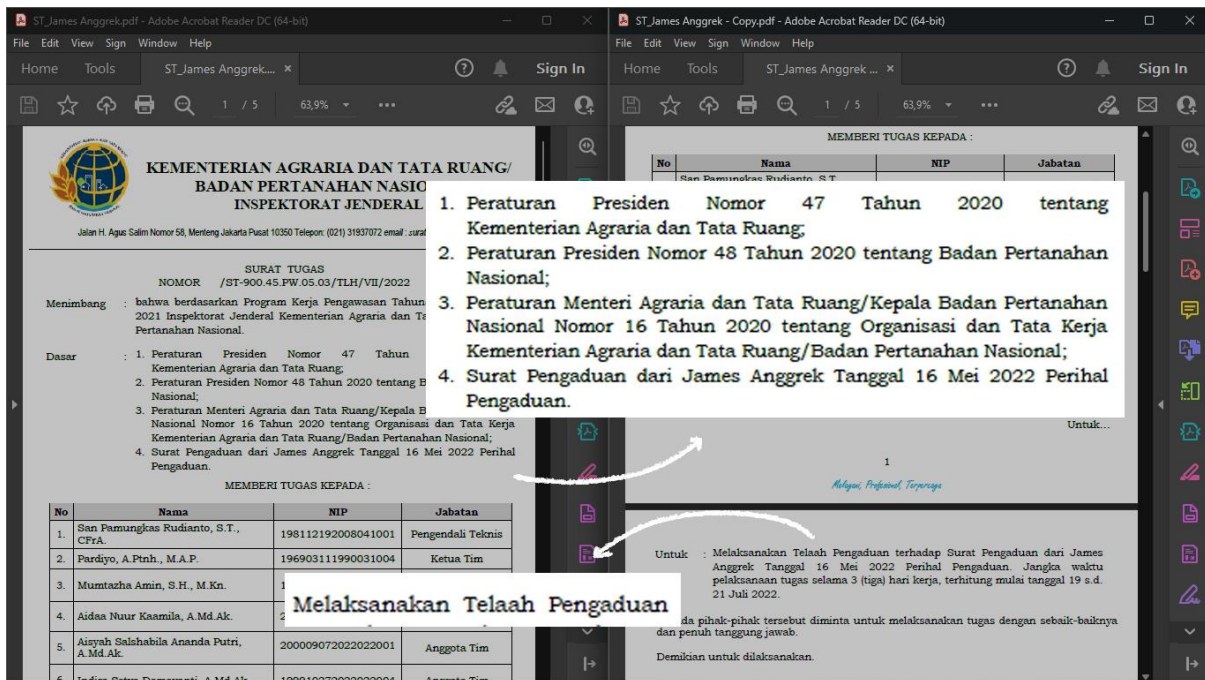 ST_James Anggrek.pdf - Adobe Acrobat Reader DC (64-bit)
File Edit View Sign Window Help
Home Tools ST_James Anggrek.... × Sign In
1 / 5 63,9%
KEMENTERIAN AGRARIA DAN TATA RUANG/
BADAN PERTANAHAN NASIO
INSPEKTORAT JENDERAL
Jalan H. Agus Salim Nomor 58, Menteng Jakarta Pusat 10350 Telepon: (021) 31937072 email : surat
SURAT TUGAS
NOMOR /ST-900.45.PW.05.03/TLH/VII/2022
Menimbang : bahwa berdasarkan Program Kerja Pengawasan Tahun
2021 Inspektorat Jenderal Kementerian Agraria dan Ta
Pertanahan Nasional.
Dasar : 1. Peraturan Presiden Nomor 47 Tahun
Kementerian Agraria dan Tata Ruang;
2. Peraturan Presiden Nomor 48 Tahun 2020 tentang B
Nasional;
3. Peraturan Menteri Agraria dan Tata Ruang/Kepala B
Nasional Nomor 16 Tahun 2020 tentang Organisasi dan Tata Kerja
Kementerian Agraria dan Tata Ruang/Badan Pertanahan Nasional;
4. Surat Pengaduan dari James Anggrek Tanggal 16 Mei 2022 Perihal
Pengaduan.
MEMBERI TUGAS KEPADA :
No Nama NIP Jabatan
1. San Pamungkas Rudianto, S.T., CFrA. 198112192008041001 Pengendali Teknis
2. Pardiyo, A.Ptnh., M.A.P. 196903111990031004 Ketua Tim
3. Mumtazha Amin, S.H., M.Kn.
4. Aidaa Nuur Kaamila, A.Md.Ak.
5. Aisyah Salshabila Ananda Putri, A.Md.Ak. 200009072022022001 Anggota Tim
Melaksanakan Telaah Pengaduan
ST_James Anggrek - Copy.pdf - Adobe Acrobat Reader DC (64-bit)
File Edit View Sign Window Help
Home Tools ST_James Anggrek ... × Sign In
1 / 5 63,9%
MEMBERI TUGAS KEPADA :
No Nama NIP Jabatan
San Pamungkas Rudianto, S.T.
1. Peraturan Presiden Nomor 47 Tahun 2020 tentang
Kementerian Agraria dan Tata Ruang;
2. Peraturan Presiden Nomor 48 Tahun 2020 tentang Badan Pertanahan
Nasional;
3. Peraturan Menteri Agraria dan Tata Ruang/Kepala Badan Pertanahan
Nasional Nomor 16 Tahun 2020 tentang Organisasi dan Tata Kerja
Kementerian Agraria dan Tata Ruang/Badan Pertanahan Nasional;
4. Surat Pengaduan dari James Anggrek Tanggal 16 Mei 2022 Perihal
Pengaduan.
Untuk...
1
Melayani, Profesional, Terpercaya
Untuk : Melaksanakan Telaah Pengaduan terhadap Surat Pengaduan dari James
Anggrek Tanggal 16 Mei 2022 Perihal Pengaduan. Jangka waktu
pelaksanaan tugas selama 3 (tiga) hari kerja, terhitung mulai tanggal 19 s.d.
21 Juli 2022.
da pihak-pihak tersebut diminta untuk melaksanakan tugas dengan sebaik-baiknya
dan penuh tanggung jawab.
Demikian untuk dilaksanakan.